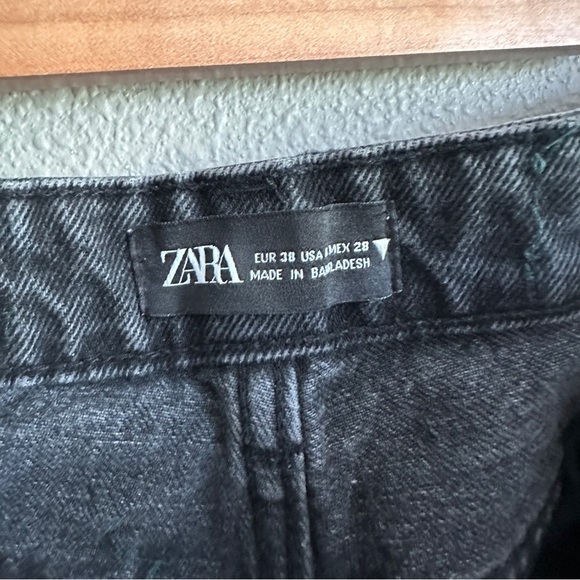 ZARA
EUR 38 USA MEX 28
MADE IN BANGLADESH